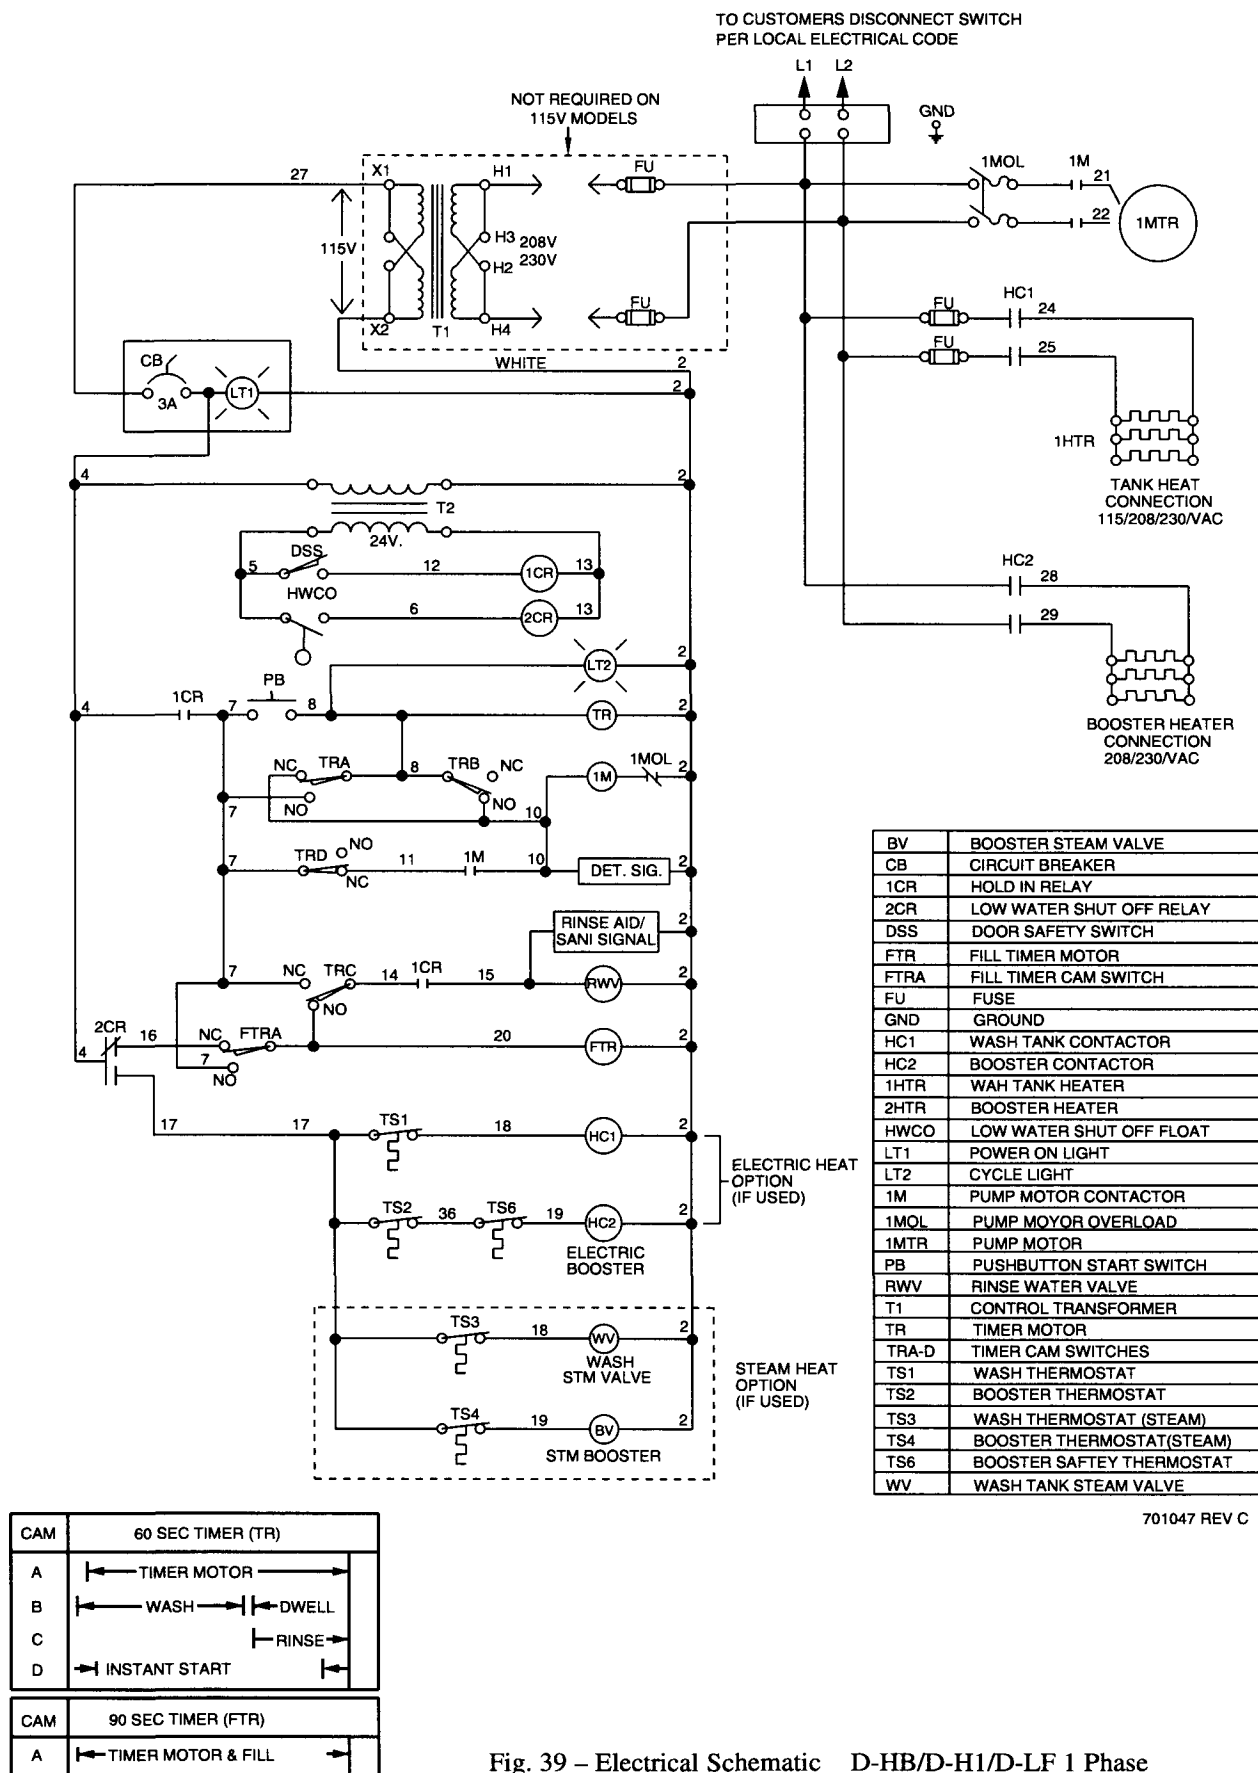 TO CUSTOMERS DISCONNECT SWITCH
PER LOCAL ELECTRICAL CODE
L1 L2
NOT REQUIRED ON
115V MODELS
GND
27 X1 H1 FU 1MOL 1M 21
115V H3 208V 22 1MTR
H2 230V
X2 T1 H4 FU
FU HC1 24
FU 25
WHITE 2
CB
3A LT1 2
1HTR
TANK HEAT
CONNECTION
115/208/230/VAC
4 2
T2
24V.
DSS
5 12 1CR 13
HWCO
6 2CR 13
HC2
28
29
LT2 2
PB
4 1CR 7 8 TR 2
BOOSTER HEATER
CONNECTION
208/230/VAC
NC TRA 8 TRB NC 1M 1MOL 2
NO NO
7 10
7 TRD NO 11 1M 10 DET. SIG. 2
NC
RINSE AID/
SANI SIGNAL 2
7 NC TRC 14 1CR 15 RWV 2
NO
2CR 16 NC FTRA 20 FTR 2
4 7
NO
17 17 TS1 18 HC1 2
ELECTRIC HEAT
OPTION
(IF USED)
TS2 36 TS6 19 HC2 2
ELECTRIC
BOOSTER
TS3 18 WV 2
WASH
STM VALVE
STEAM HEAT
OPTION
(IF USED)
TS4 19 BV 2
STM BOOSTER
BV BOOSTER STEAM VALVE
CB CIRCUIT BREAKER
1CR HOLD IN RELAY
2CR LOW WATER SHUT OFF RELAY
DSS DOOR SAFETY SWITCH
FTR FILL TIMER MOTOR
FTRA FILL TIMER CAM SWITCH
FU FUSE
GND GROUND
HC1 WASH TANK CONTACTOR
HC2 BOOSTER CONTACTOR
1HTR WAH TANK HEATER
2HTR BOOSTER HEATER
HWCO LOW WATER SHUT OFF FLOAT
LT1 POWER ON LIGHT
LT2 CYCLE LIGHT
1M PUMP MOTOR CONTACTOR
1MOL PUMP MOYOR OVERLOAD
1MTR PUMP MOTOR
PB PUSHBUTTON START SWITCH
RWV RINSE WATER VALVE
T1 CONTROL TRANSFORMER
TR TIMER MOTOR
TRA-D TIMER CAM SWITCHES
TS1 WASH THERMOSTAT
TS2 BOOSTER THERMOSTAT
TS3 WASH THERMOSTAT (STEAM)
TS4 BOOSTER THERMOSTAT(STEAM)
TS6 BOOSTER SAFTEY THERMOSTAT
WV WASH TANK STEAM VALVE
701047 REV C
CAM 60 SEC TIMER (TR)
A TIMER MOTOR
B WASH DWELL
C RINSE
D INSTANT START
CAM 90 SEC TIMER (FTR)
A TIMER MOTOR & FILL
Fig. 39 – Electrical Schematic D-HB/D-H1/D-LF 1 Phase